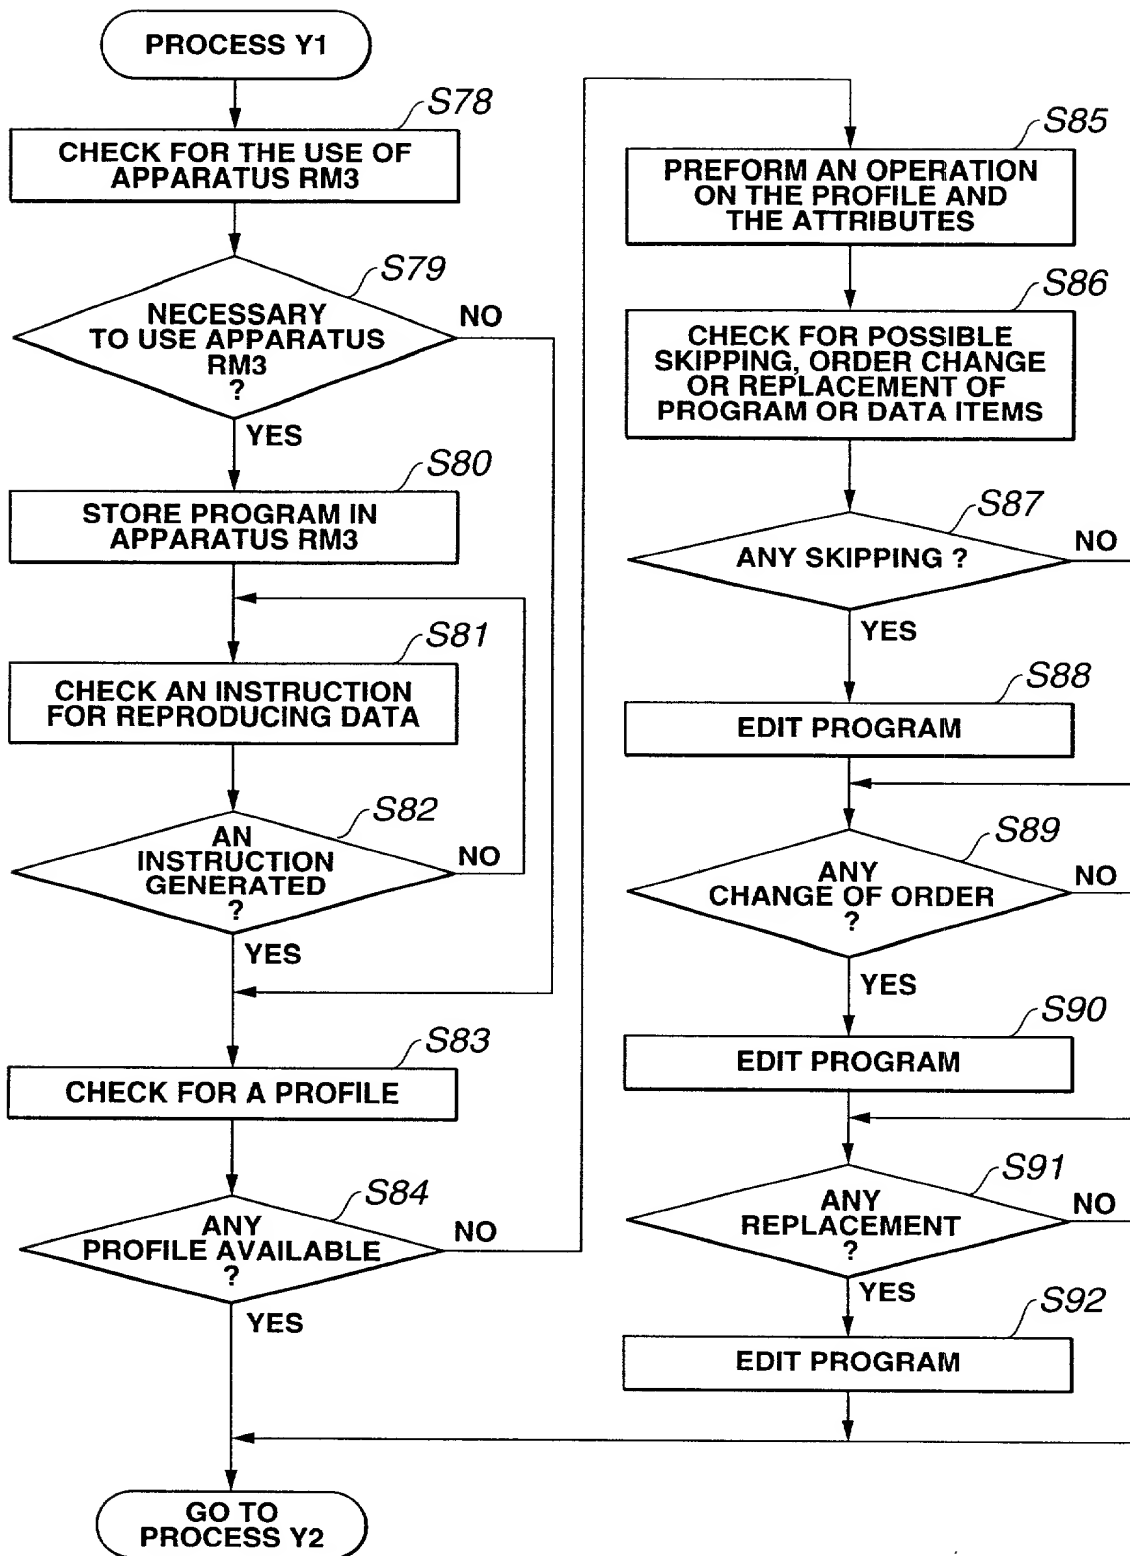 PROCESS Y1
S78
CHECK FOR THE USE OF
APPARATUS RM3
S79
NECESSARY
TO USE APPARATUS
RM3
?
NO
YES
S80
STORE PROGRAM IN
APPARATUS RM3
S81
CHECK AN INSTRUCTION
FOR REPRODUCING DATA
S82
AN
INSTRUCTION
GENERATED
?
NO
YES
S83
CHECK FOR A PROFILE
S84
ANY
PROFILE AVAILABLE
?
NO
YES
GO TO
PROCESS Y2
S85
PREFORM AN OPERATION
ON THE PROFILE AND
THE ATTRIBUTES
S86
CHECK FOR POSSIBLE
SKIPPING, ORDER CHANGE
OR REPLACEMENT OF
PROGRAM OR DATA ITEMS
S87
ANY SKIPPING ?
NO
YES
S88
EDIT PROGRAM
S89
ANY
CHANGE OF ORDER
?
NO
YES
S90
EDIT PROGRAM
S91
ANY
REPLACEMENT
?
NO
YES
S92
EDIT PROGRAM